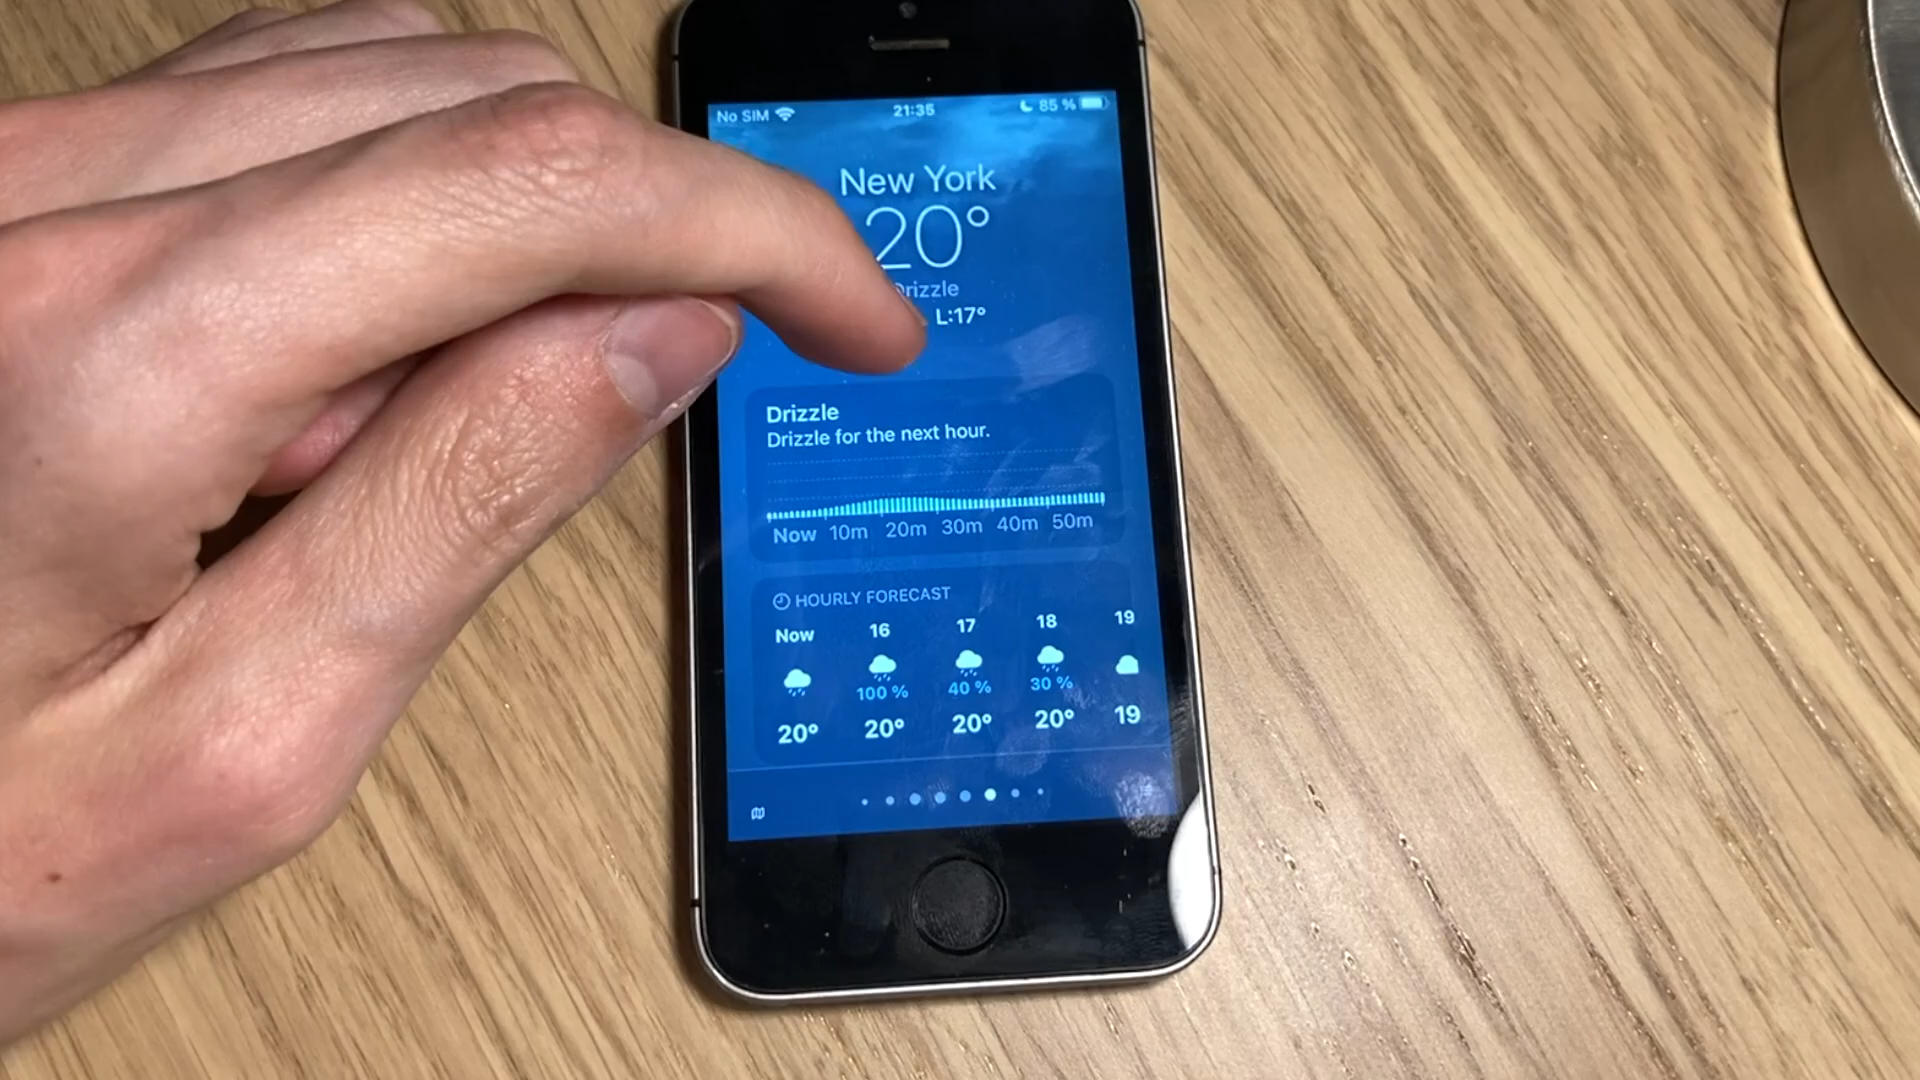 No SIM 21:35 85 %
New York
20°
Drizzle
L:17°
Drizzle
Drizzle for the next hour.
Now 10m 20m 30m 40m 50m
HOURLY FORECAST
Now 16 17 18 19
100 % 40 % 30 %
20° 20° 20° 20° 19